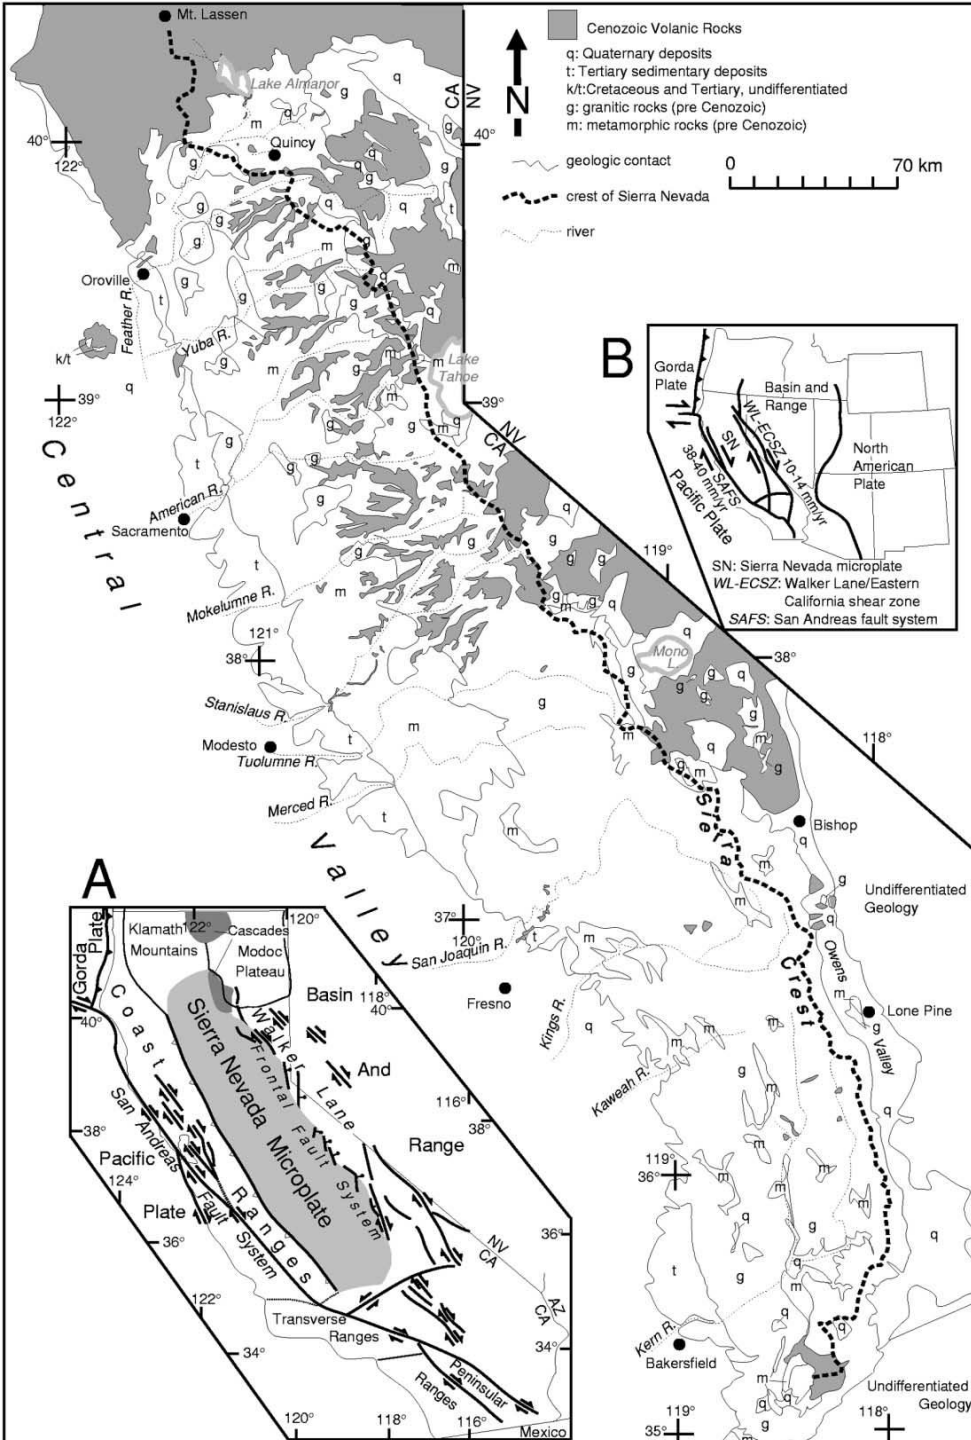 Mt. Lassen
Cenozoic Volanic Rocks
q: Quaternary deposits
t: Tertiary sedimentary deposits
k/t:Cretaceous and Tertiary, undifferentiated
g: granitic rocks (pre Cenozoic)
m: metamorphic rocks (pre Cenozoic)
geologic contact
crest of Sierra Nevada
river
N
0 70 km
Lake Almanor
CA
NV
40°
122°
40°
Quincy
Oroville
Feather R.
Yuba R.
k/t
q
t
g
m
Lake
Tahoe
39°
122°
39°
NV
CA
Central
Valley
American R.
Sacramento
Mokelumne R.
121°
38°
Stanislaus R.
Modesto
Tuolumne R.
Merced R.
119°
38°
118°
Mono
L.
Sierra
Crest
Bishop
Undifferentiated
Geology
Owens
Valley
Lone Pine
37°
120°
San Joaquin R.
Fresno
Kings R.
Kaweah R.
119°
36°
Kern R.
Bakersfield
Undifferentiated
Geology
35°
119°
118°
B
Gorda
Plate
Basin and
Range
WL-ECSZ 10-14 mm/yr
SN
SAFS
38-40 mm/yr
Pacific Plate
North
American
Plate
SN: Sierra Nevada microplate
WL-ECSZ: Walker Lane/Eastern
California shear zone
SAFS: San Andreas fault system
A
Gorda
Plate
Klamath
Mountains
122°
120°
Cascades
Modoc
Plateau
Basin
And
Range
118°
40°
40°
Coast
Ranges
Sierra Nevada Microplate
Walker
Lane
Frontal Fault System
116°
38°
38°
San Andreas
Fault System
Pacific
Plate
124°
36°
122°
34°
NV
CA
36°
AZ
CA
34°
Transverse
Ranges
Peninsular
Ranges
120°
118°
116°
Mexico